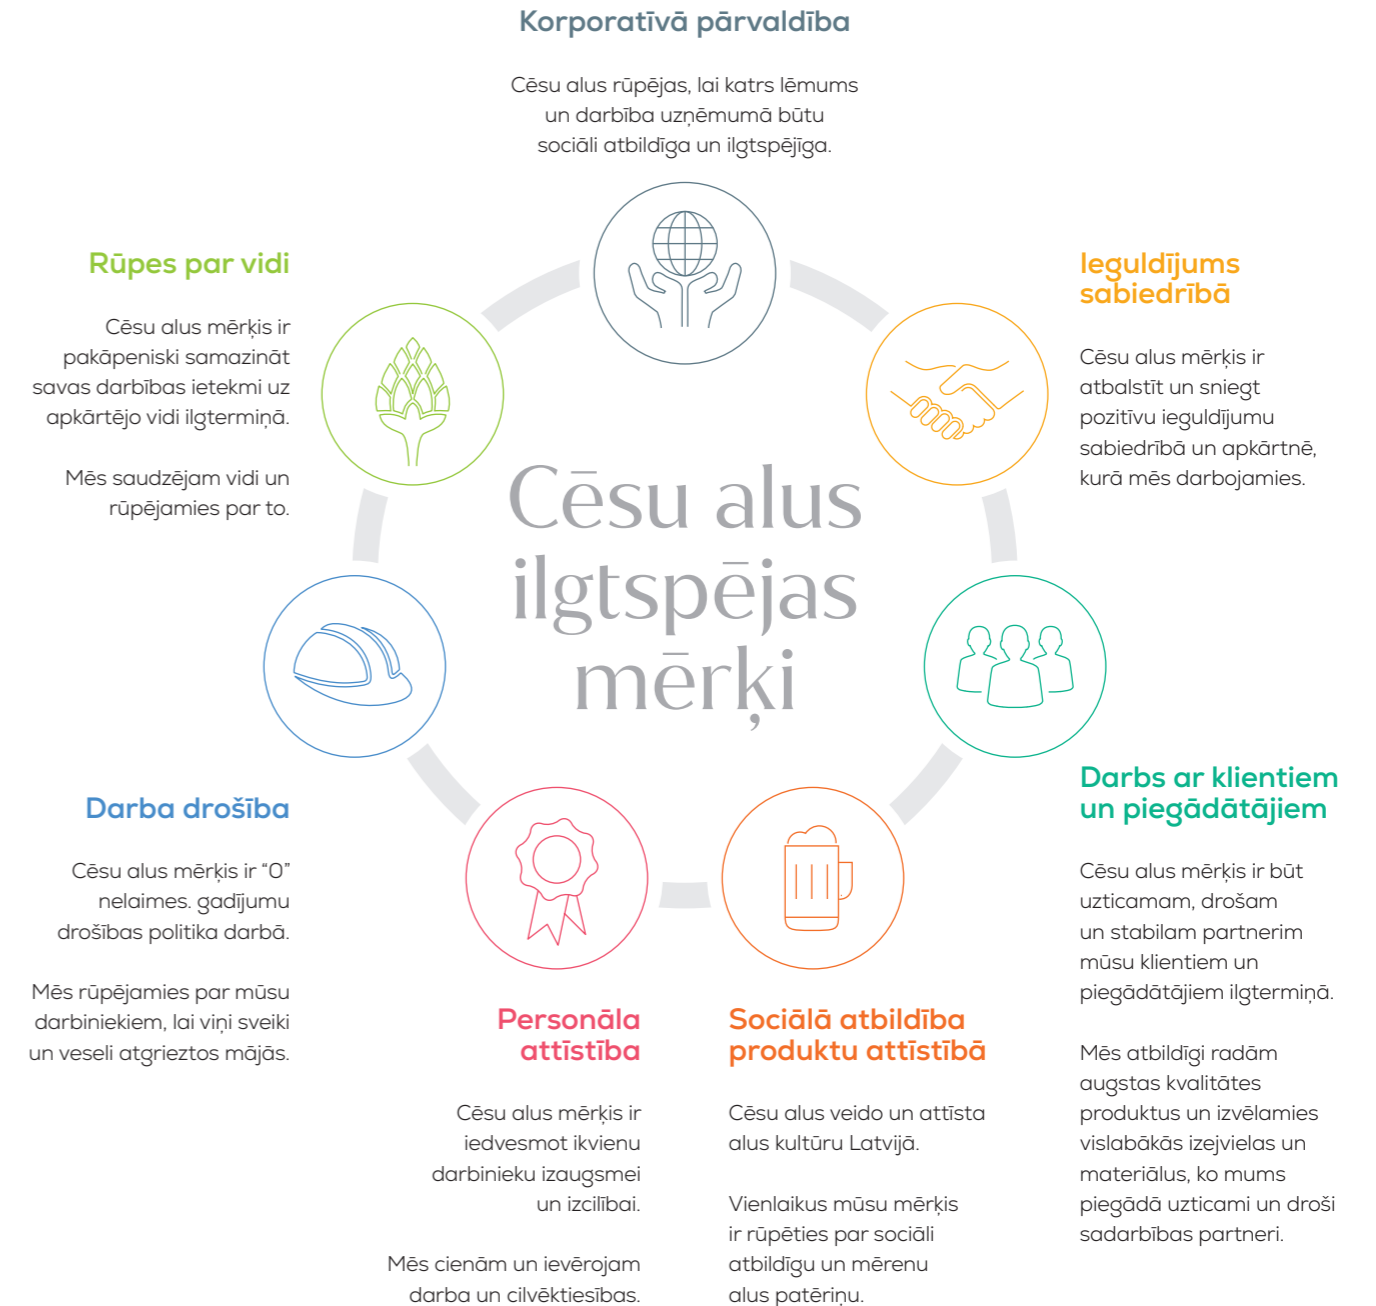 Korporatīvā pārvaldība
Cēsu alus rūpējas, lai katrs lēmums
un darbība uzņēmumā būtu
sociāli atbildīga un ilgtspējīga.
Rūpes par vidi
Cēsu alus mērķis ir
pakāpeniski samazināt
savas darbības ietekmi uz
apkārtējo vidi ilgtermiņā.
Mēs saudzējam vidi un
rūpējamies par to.
Ieguldījums
sabiedrībā
Cēsu alus mērķis ir
atbalstīt un sniegt
pozitīvu ieguldījumu
sabiedrībā un apkārtnē,
kurā mēs darbojamies.
Cēsu alus
ilgtspējas
mērķi
Darba drošība
Cēsu alus mērķis ir “0”
nelaimes. gadījumu
drošības politika darbā.
Mēs rūpējamies par mūsu
darbiniekiem, lai viņi sveiki
un veseli atgrieztos mājās.
Darbs ar klientiem
un piegādātājiem
Cēsu alus mērķis ir būt
uzticamam, drošam
un stabilam partnerim
mūsu klientiem un
piegādātājiem ilgtermiņā.
Mēs atbildīgi radām
augstas kvalitātes
produktus un izvēlamies
vislabākās izejvielas un
materiālus, ko mums
piegādā uzticami un droši
sadarbības partneri.
Personāla
attīstība
Cēsu alus mērķis ir
iedvesmot ikvienu
darbinieku izaugsmei
un izcilībai.
Mēs cienām un ievērojam
darba un cilvēktiesības.
Sociālā atbildība
produktu attīstībā
Cēsu alus veido un attīsta
alus kultūru Latvijā.
Vienlaikus mūsu mērķis
ir rūpēties par sociāli
atbildīgu un mērenu
alus patēriņu.